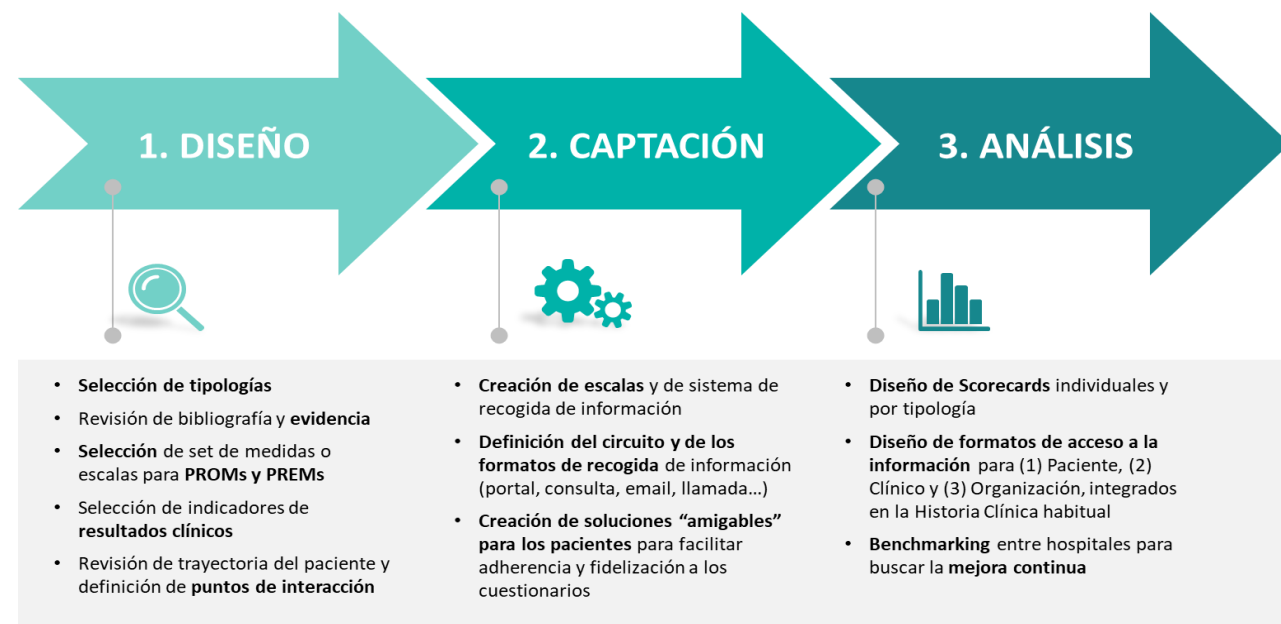 1. DISEÑO
2. CAPTACIÓN
3. ANÁLISIS
• Selección de tipologías
• Revisión de bibliografía y evidencia
• Selección de set de medidas o
escalas para PROMs y PREMs
• Selección de indicadores de
resultados clínicos
• Revisión de trayectoria del paciente y
definición de puntos de interacción
• Creación de escalas y de sistema de
recogida de información
• Definición del circuito y de los
formatos de recogida de información
(portal, consulta, email, llamada...)
• Creación de soluciones “amigables”
para los pacientes para facilitar
adherencia y fidelización a los
cuestionarios
• Diseño de Scorecards individuales y
por tipología
• Diseño de formatos de acceso a la
información para (1) Paciente, (2)
Clínico y (3) Organización, integrados
en la Historia Clínica habitual
• Benchmarking entre hospitales para
buscar la mejora continua